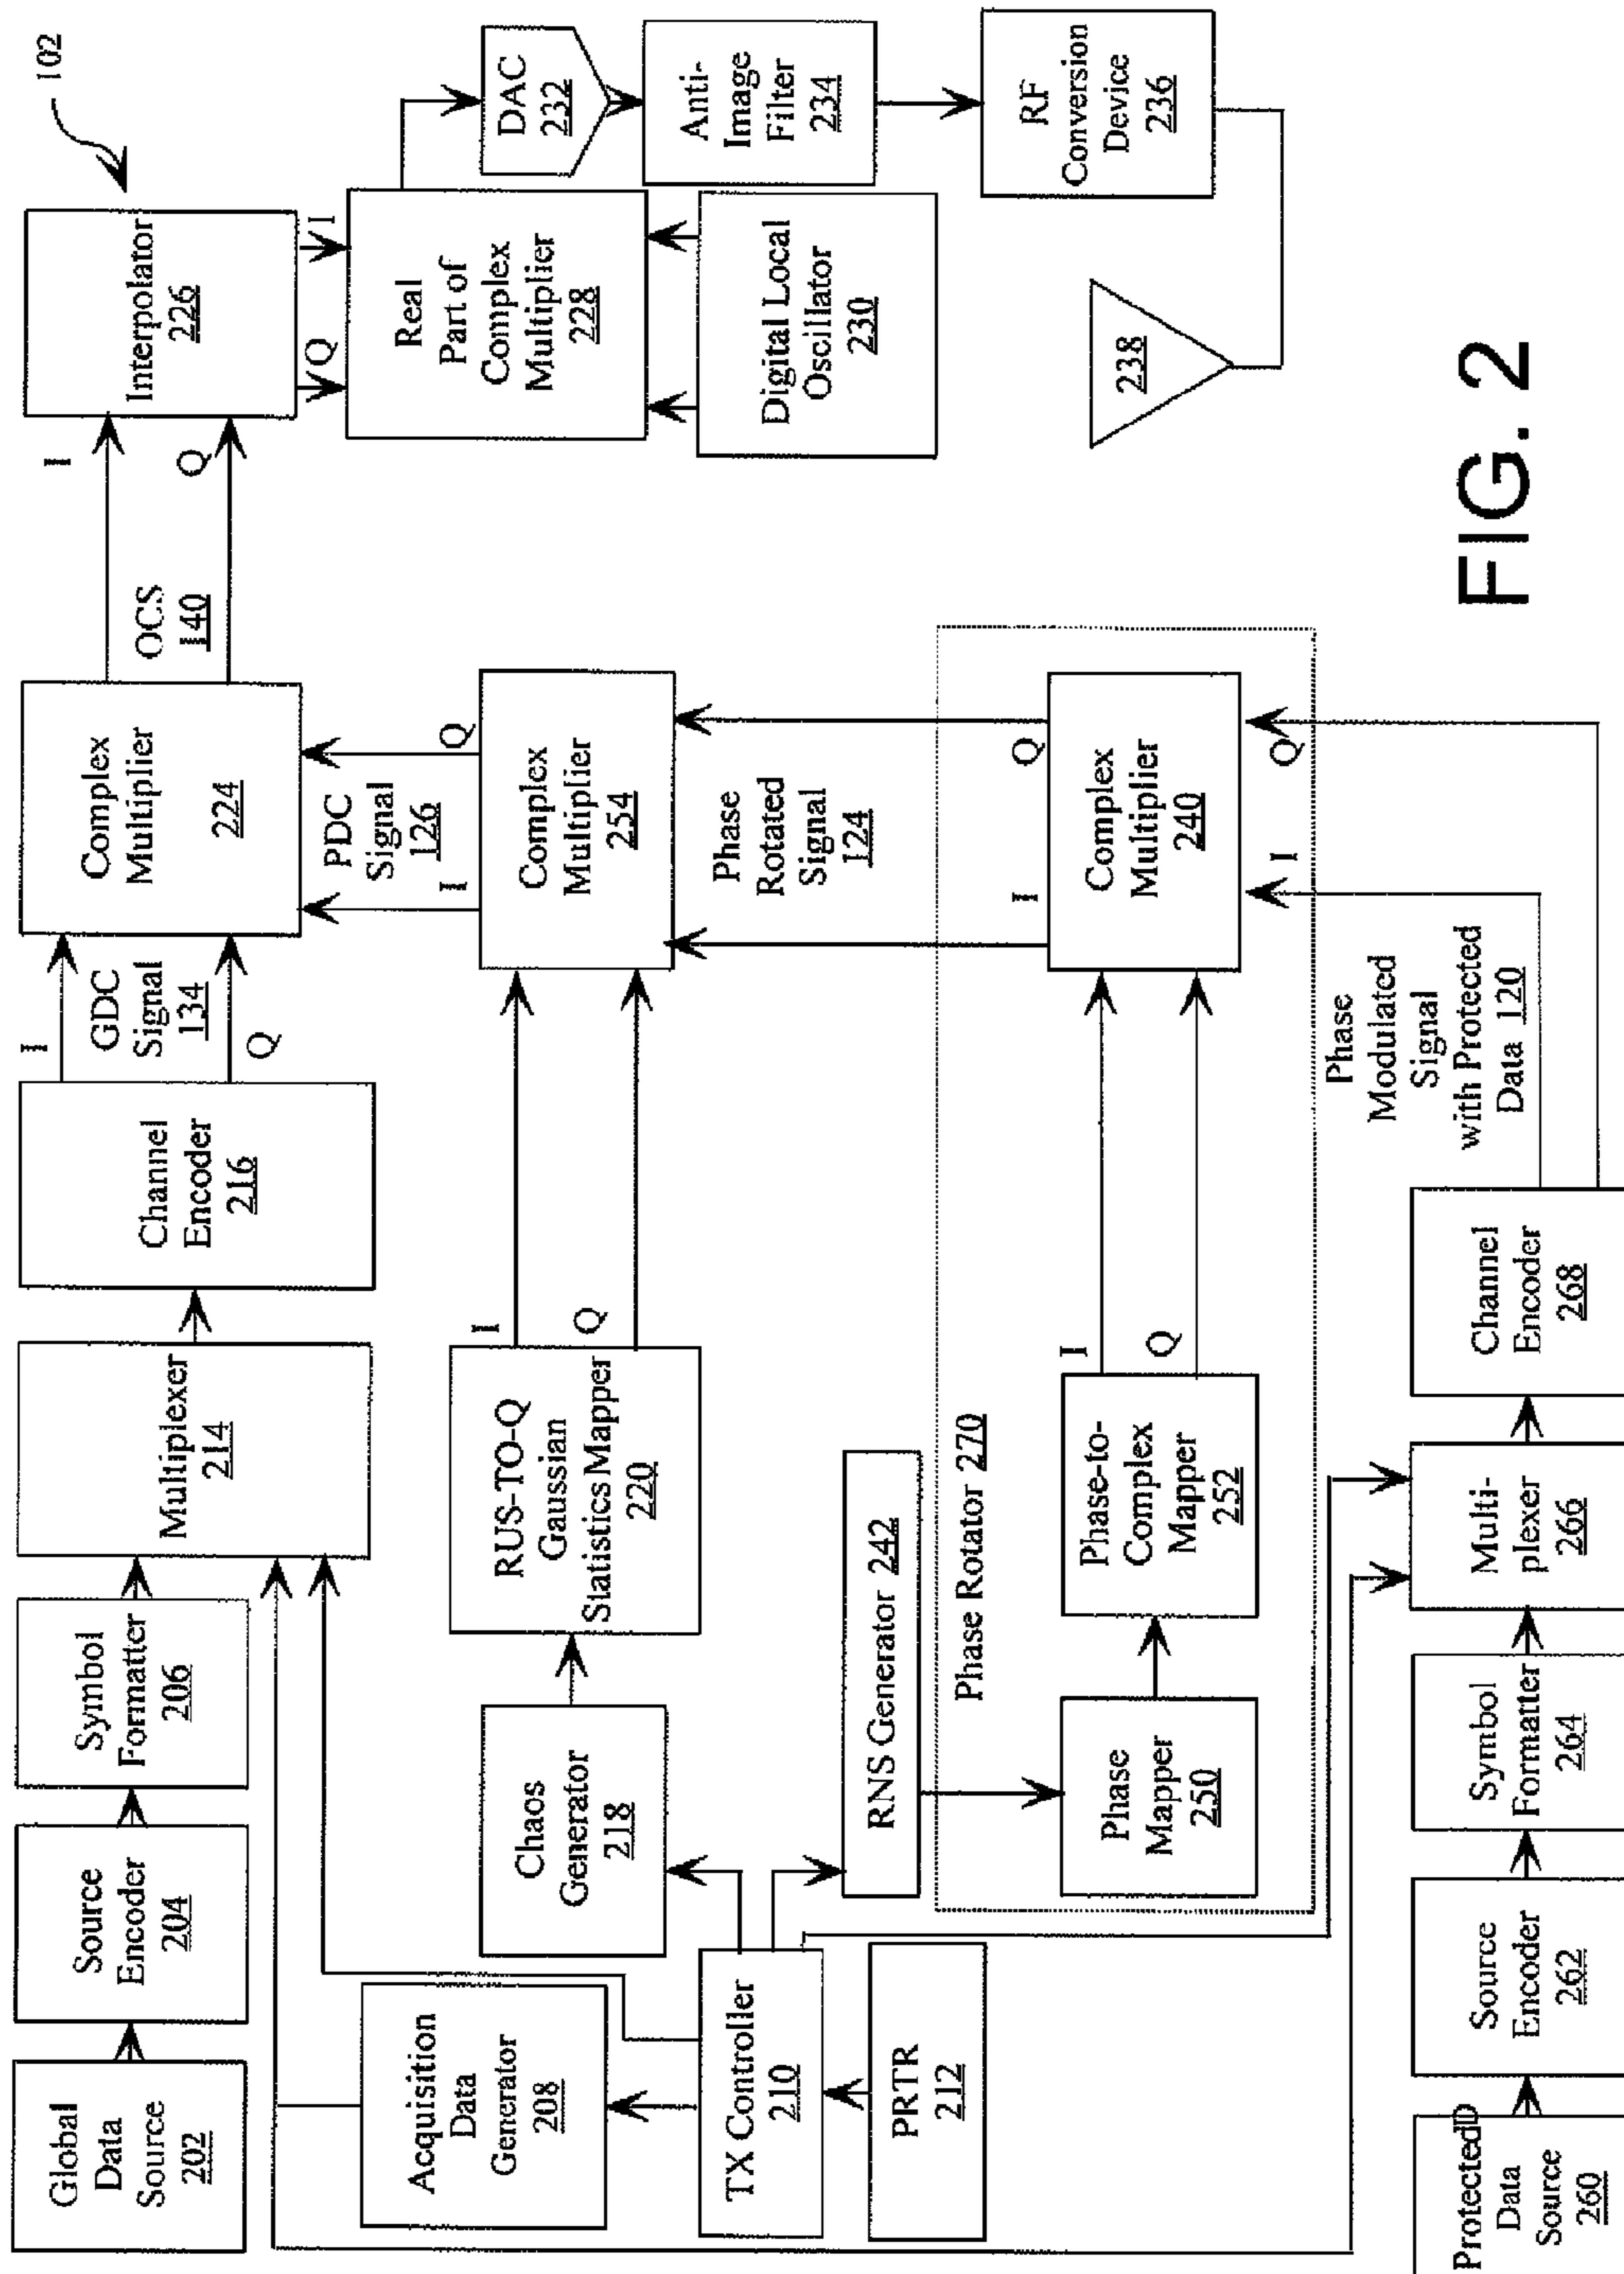 102
Global
Data
Source
202
Source
Encoder
204
Symbol
Formatter
206
Multiplexer
214
Channel
Encoder
216
I
GDC
Signal
134
Q
Complex
Multiplier
224
I
OCS
140
Q
Interpolator
226
Q
I
Real
Part of
Complex
Multiplier
228
DAC
232
Anti-
Image
Filter
234
Digital Local
Oscillator
230
RF
Conversion
Device
236
238
Acquisition
Data
Generator
208
TX Controller
210
PRTR
212
Chaos
Generator
218
RUS-TO-Q
Gaussian
Statistics Mapper
220
I
Q
PDC
Signal
126
I
Q
Complex
Multiplier
254
Phase
Rotated
Signal
124
I
Q
RNS Generator 242
Phase Rotator 270
Phase
Mapper
250
Phase-to-
Complex
Mapper
252
I
Q
Complex
Multiplier
240
I
Q
Phase
Modulated
Signal
with Protected
Data 120
ProtectedD
Data
Source
260
Source
Encoder
262
Symbol
Formatter
264
Multi-
plexer
266
Channel
Encoder
268
FIG. 2